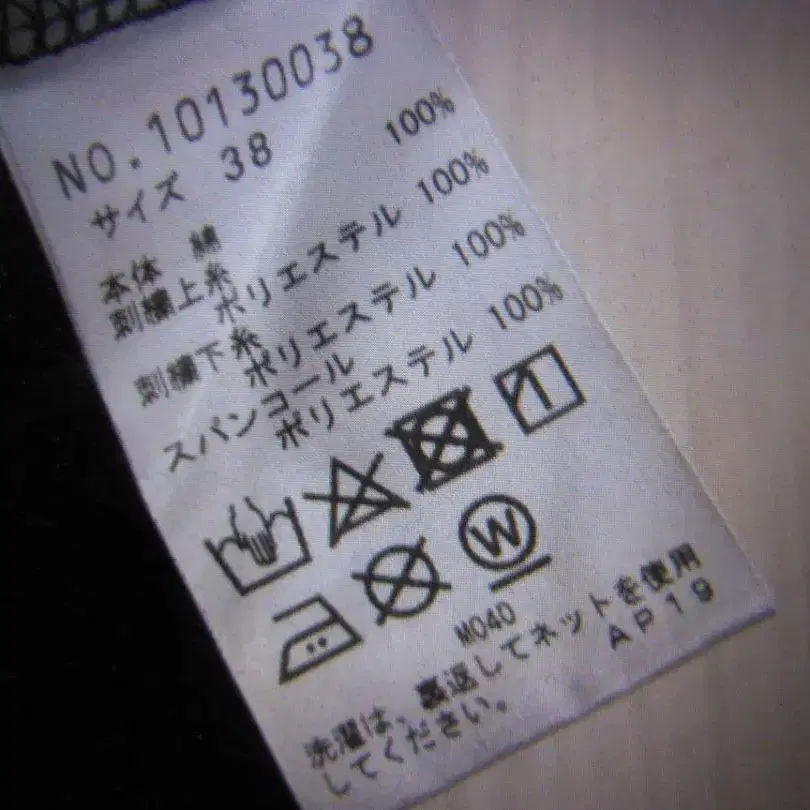 NO.10130038
サイズ 38
本体 綿 100%
刺繍上糸
ポリエステル 100%
刺繍下糸
ポリエステル 100%
スパンコール
ポリエステル 100%
W
M040
洗濯は、裏返してネットを使用
してください。
AP19